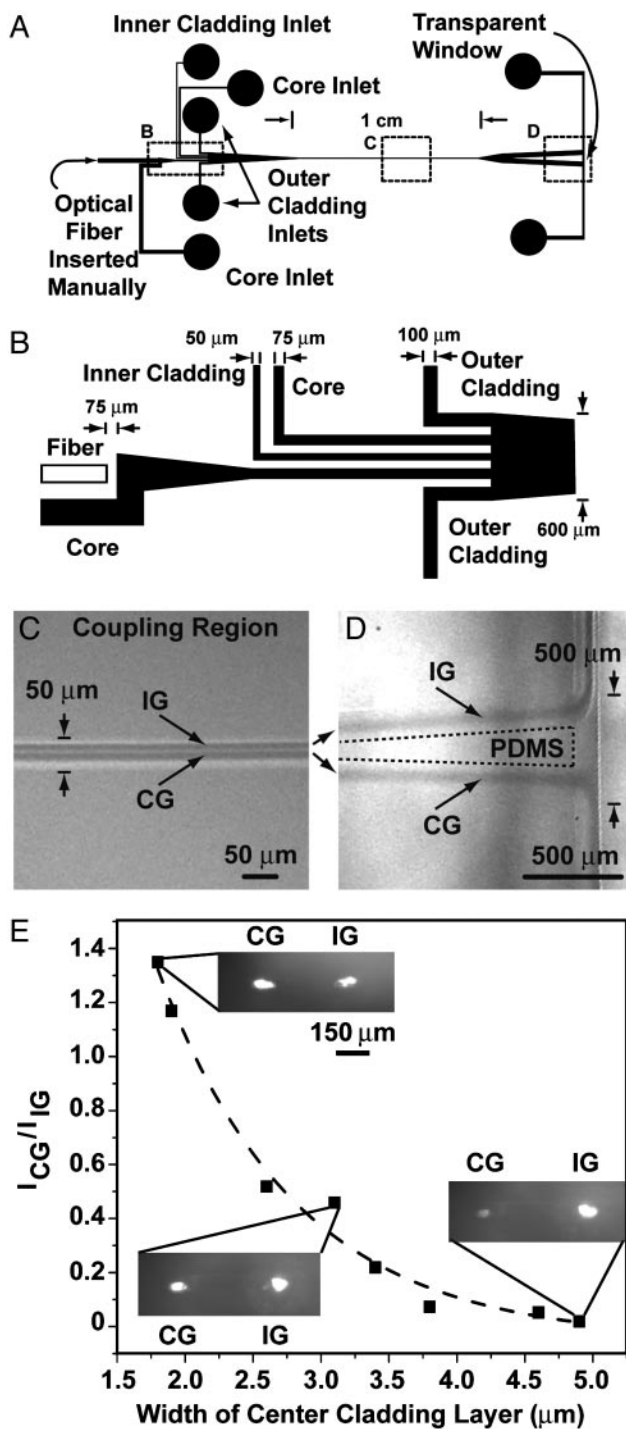 A
Inner Cladding Inlet
Transparent
Window
Core Inlet
1 cm
B
C
D
Optical
Fiber
Inserted
Manually
Outer
Cladding
Inlets
Core Inlet
B
50 μm
75 μm
100 μm
Outer
Cladding
Inner Cladding
Core
75 μm
Fiber
Core
Outer
Cladding
600 μm
C
Coupling Region
50 μm
IG
CG
50 μm
D
500 μm
IG
PDMS
CG
500 μm
E
1.4
1.2
1.0
0.8
0.6
0.4
0.2
0
I_CG/I_IG
CG IG
150 μm
CG IG
CG IG
1.5 2.0 2.5 3.0 3.5 4.0 4.5 5.0
Width of Center Cladding Layer (μm)